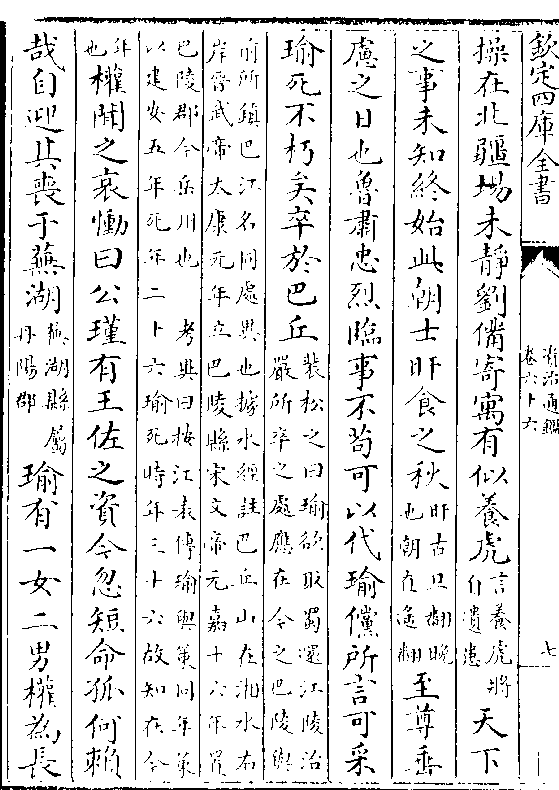 欽定四庫全書
資治通鑑
卷六十六
七
操在北疆埸未靜劉備寄寓有似養虎
言養虎將
自遺患
天下
之事未知終始此朝士旰食之秋
旰古旦翻晩
也朝直遙翻
至尊垂
慮之日也魯肅忠烈臨事不茍可以代瑜儻所言可采
瑜死不朽矣卒於巴丘
裴松之曰瑜欲取蜀還江陵治
嚴所卒之處應在今之巴陵與
前所鎮巴江名同處異也據水經註巴丘山在湘水右
岸晉武帝太康元年立巴陵縣宋文帝元嘉十六年置
巴陵郡今岳州也　考異曰按江表傳瑜與策同年策
以建安五年死年二十六瑜死時年三十六故知在今
年
也
權聞之哀慟曰公瑾有王佐之資今忽短命孤何賴
哉自迎其喪于蕪湖
蕪湖縣屬
丹陽郡
瑜有一女二男權為長